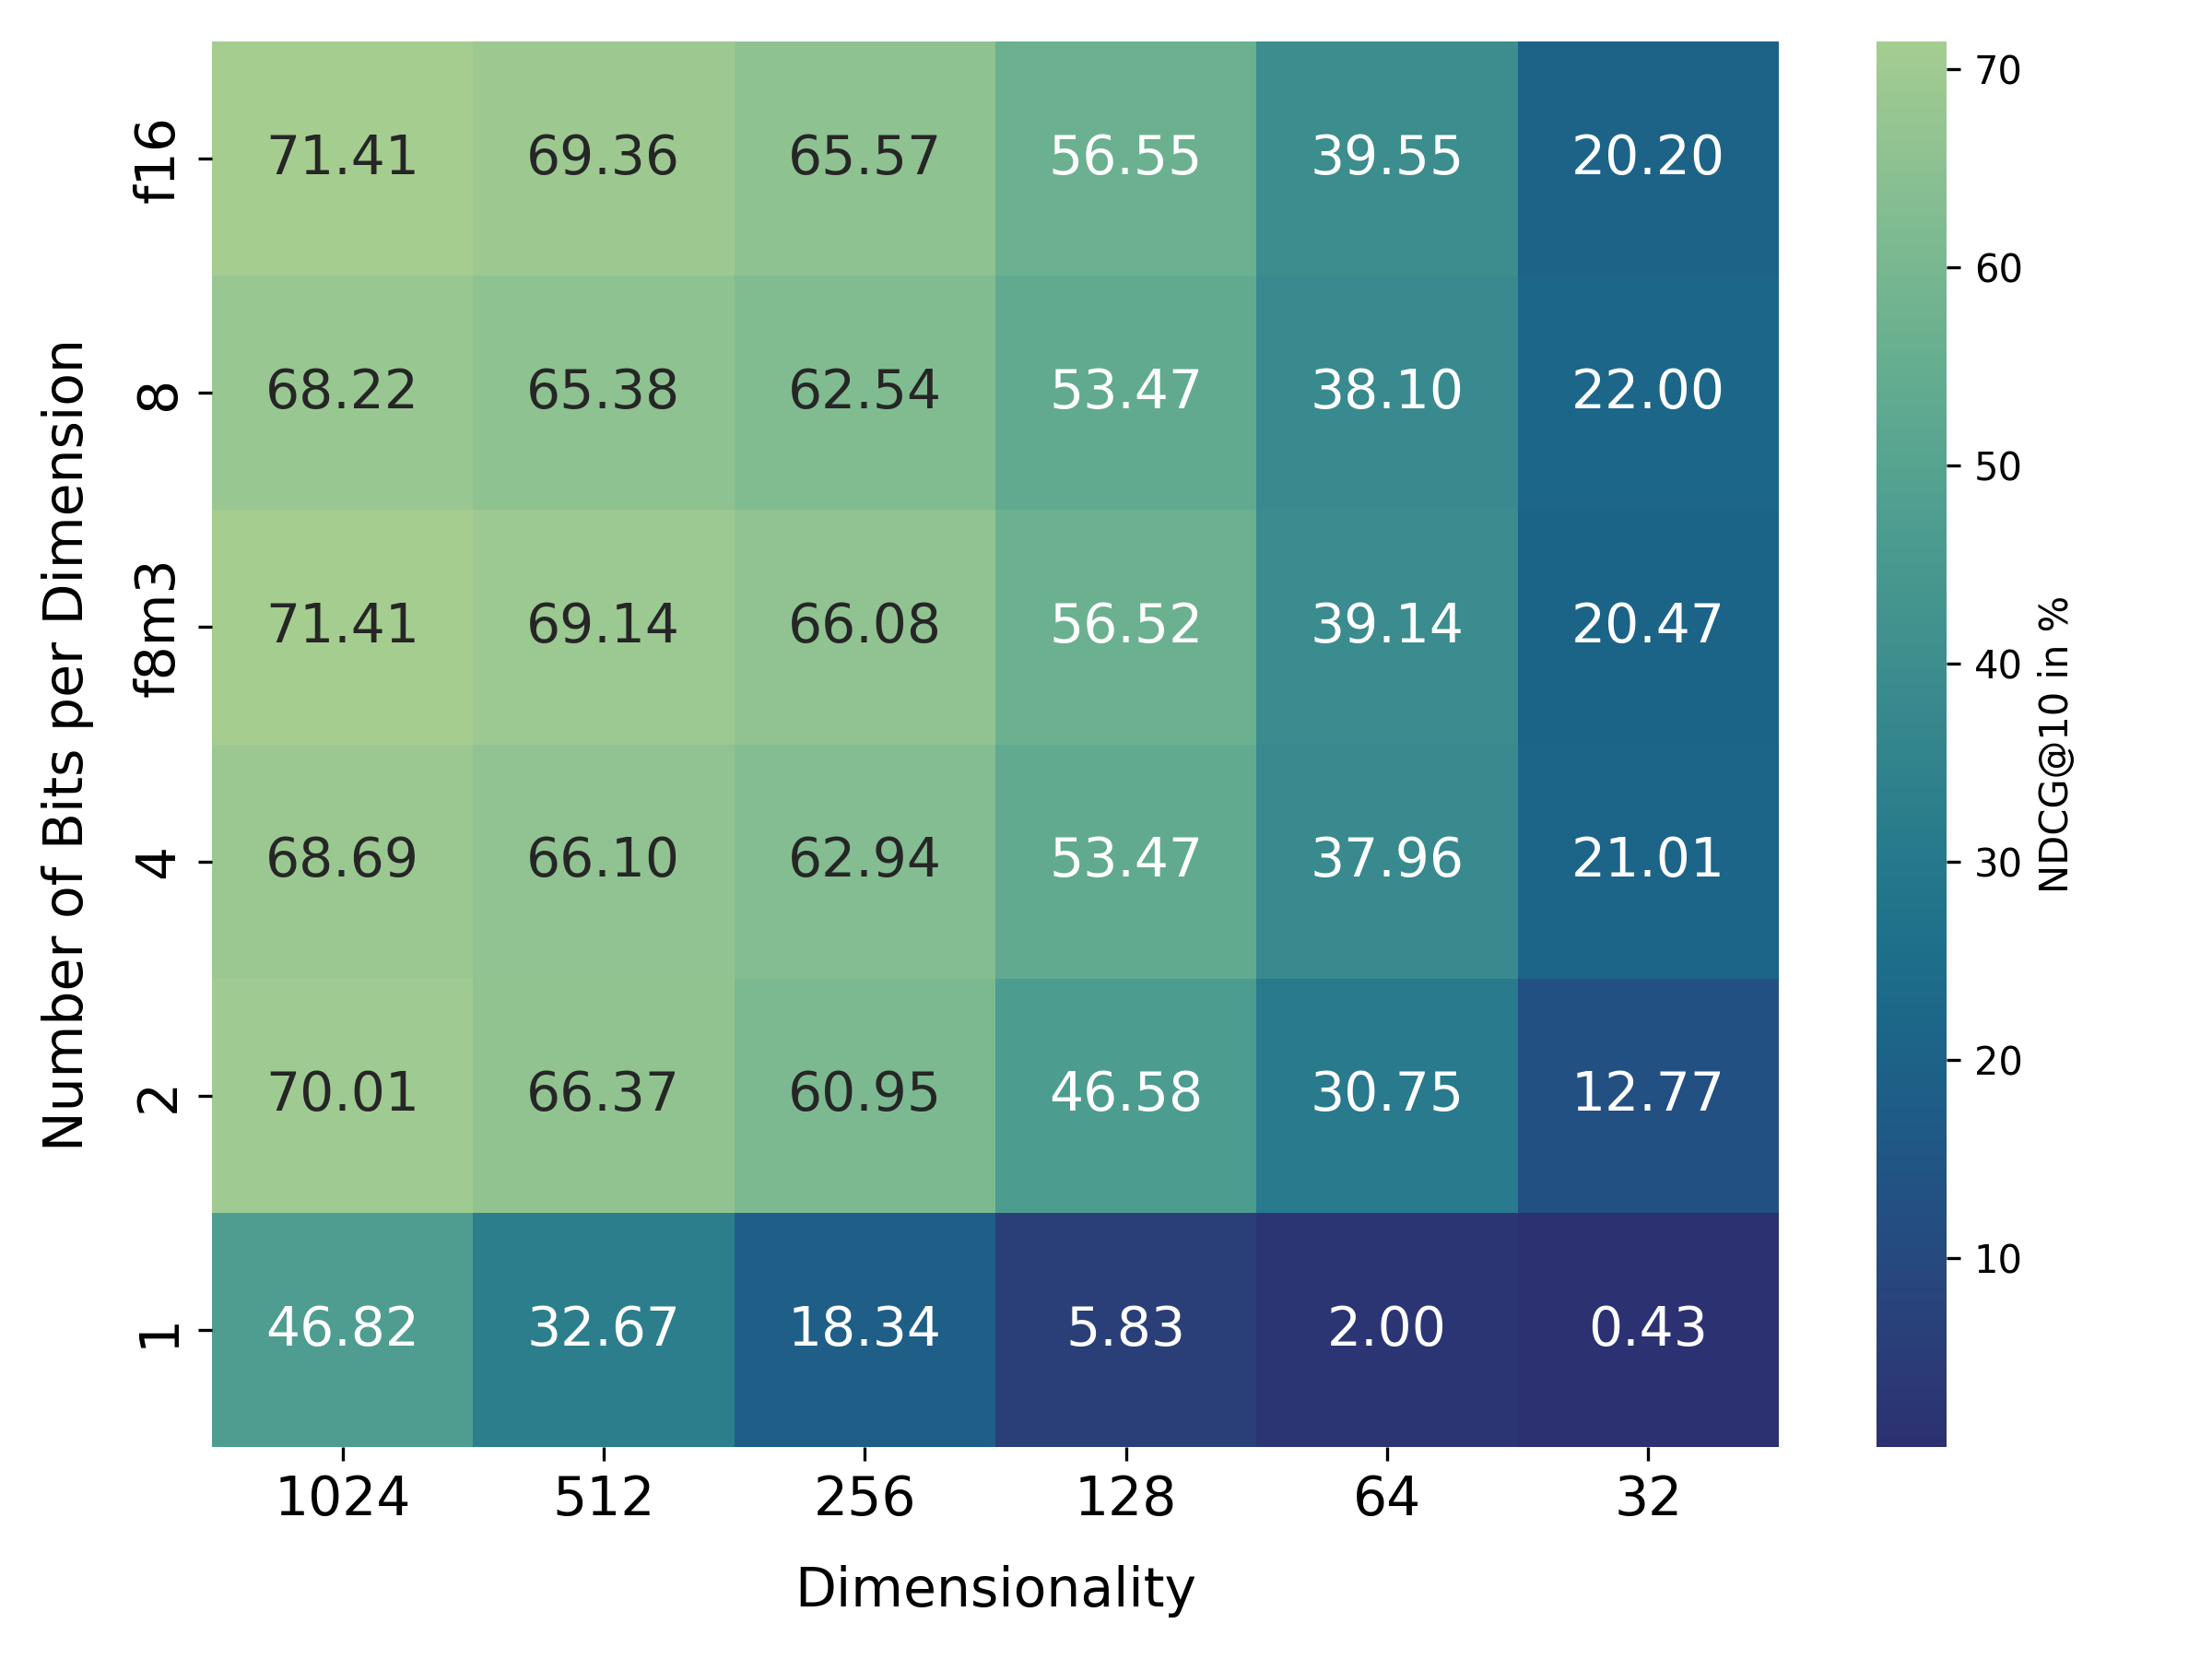 Number of Bits per Dimension
f16 71.41 69.36 65.57 56.55 39.55 20.20
8 68.22 65.38 62.54 53.47 38.10 22.00
f8m3 71.41 69.14 66.08 56.52 39.14 20.47
4 68.69 66.10 62.94 53.47 37.96 21.01
2 70.01 66.37 60.95 46.58 30.75 12.77
1 46.82 32.67 18.34 5.83 2.00 0.43
1024 512 256 128 64 32
Dimensionality
70
60
50
40
30
20
10
NDCG@10 in %